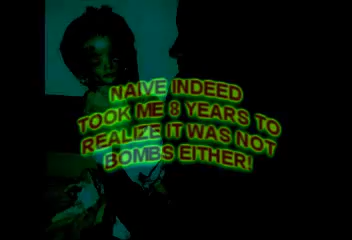 NAIVE INDEED
TOOK ME 8 YEARS TO
REALIZE IT WAS NOT
BOMBS EITHER!